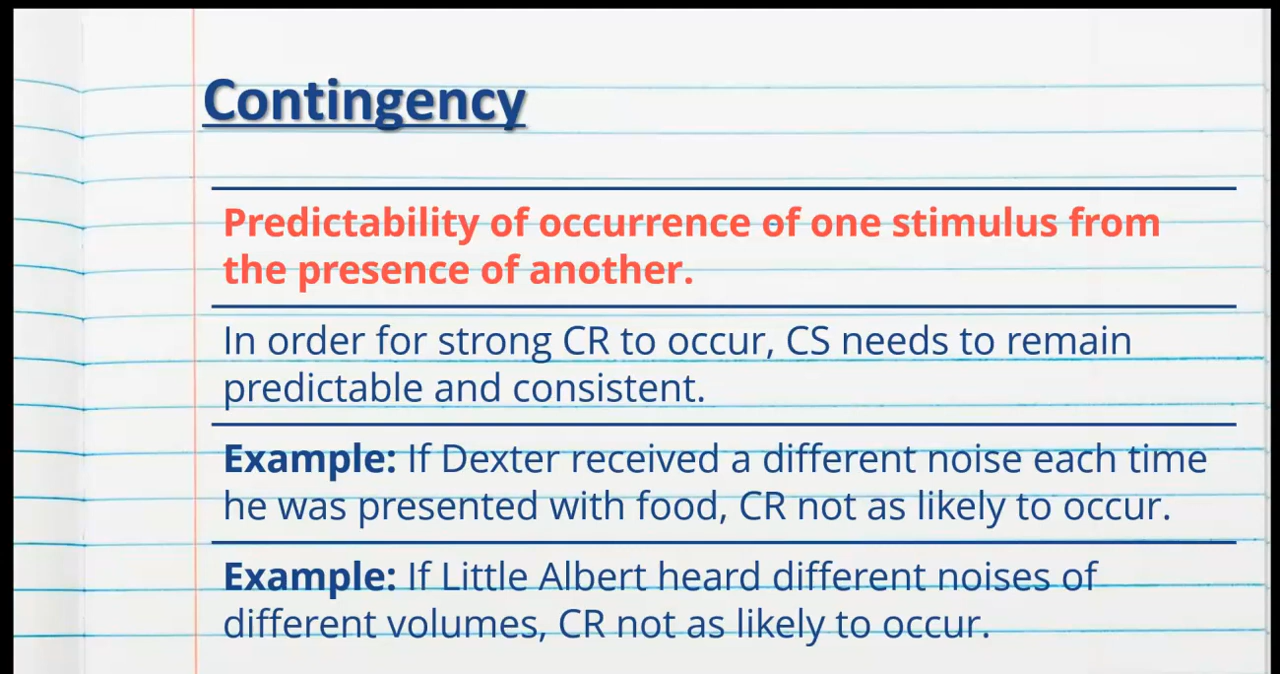 Contingency
Predictability of occurrence of one stimulus from
the presence of another.
In order for strong CR to occur, CS needs to remain
predictable and consistent.
Example: If Dexter received a different noise each time
he was presented with food, CR not as likely to occur.
Example: If Little Albert heard different noises of
different volumes, CR not as likely to occur.